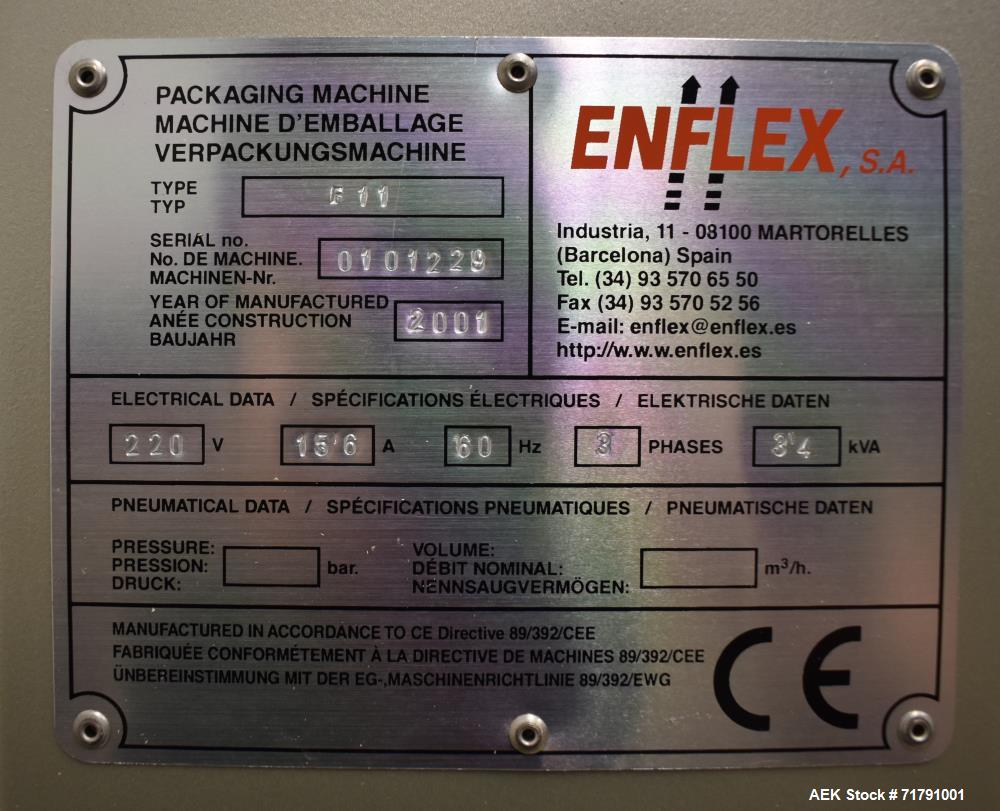 PACKAGING MACHINE
MACHINE D'EMBALLAGE
VERPACKUNGSMACHINE
TYPE
TYP
F 11
SERIAL no.
No. DE MACHINE.
MACHINEN-Nr.
0101229
YEAR OF MANUFACTURED
ANÉE CONSTRUCTION
BAUJAHR
2001
ENFLEX, S.A.
Industria, 11 - 08100 MARTORELLES
(Barcelona) Spain
Tel. (34) 93 570 65 50
Fax (34) 93 570 52 56
E-mail: enflex@enflex.es
http://w.w.w.enflex.es
ELECTRICAL DATA / SPÉCIFICATIONS ÉLECTRIQUES / ELEKTRISCHE DATEN
220 V 15'6 A 60 Hz 3 PHASES 3'4 kVA
PNEUMATICAL DATA / SPÉCIFICATIONS PNEUMATIQUES / PNEUMATISCHE DATEN
PRESSURE:
PRESSION:
DRUCK:
bar.
VOLUME:
DÉBIT NOMINAL:
NENNSAUGVERMÖGEN:
m³/h.
MANUFACTURED IN ACCORDANCE TO CE Directive 89/392/CEE
FABRIQUÉE CONFORMÉTEMENT À LA DIRECTIVE DE MACHINES 89/392/CEE
ÜNBEREINSTIMMUNG MIT DER EG-,MASCHINENRICHTLINIE 89/392/EWG
CE
AEK Stock # 71791001